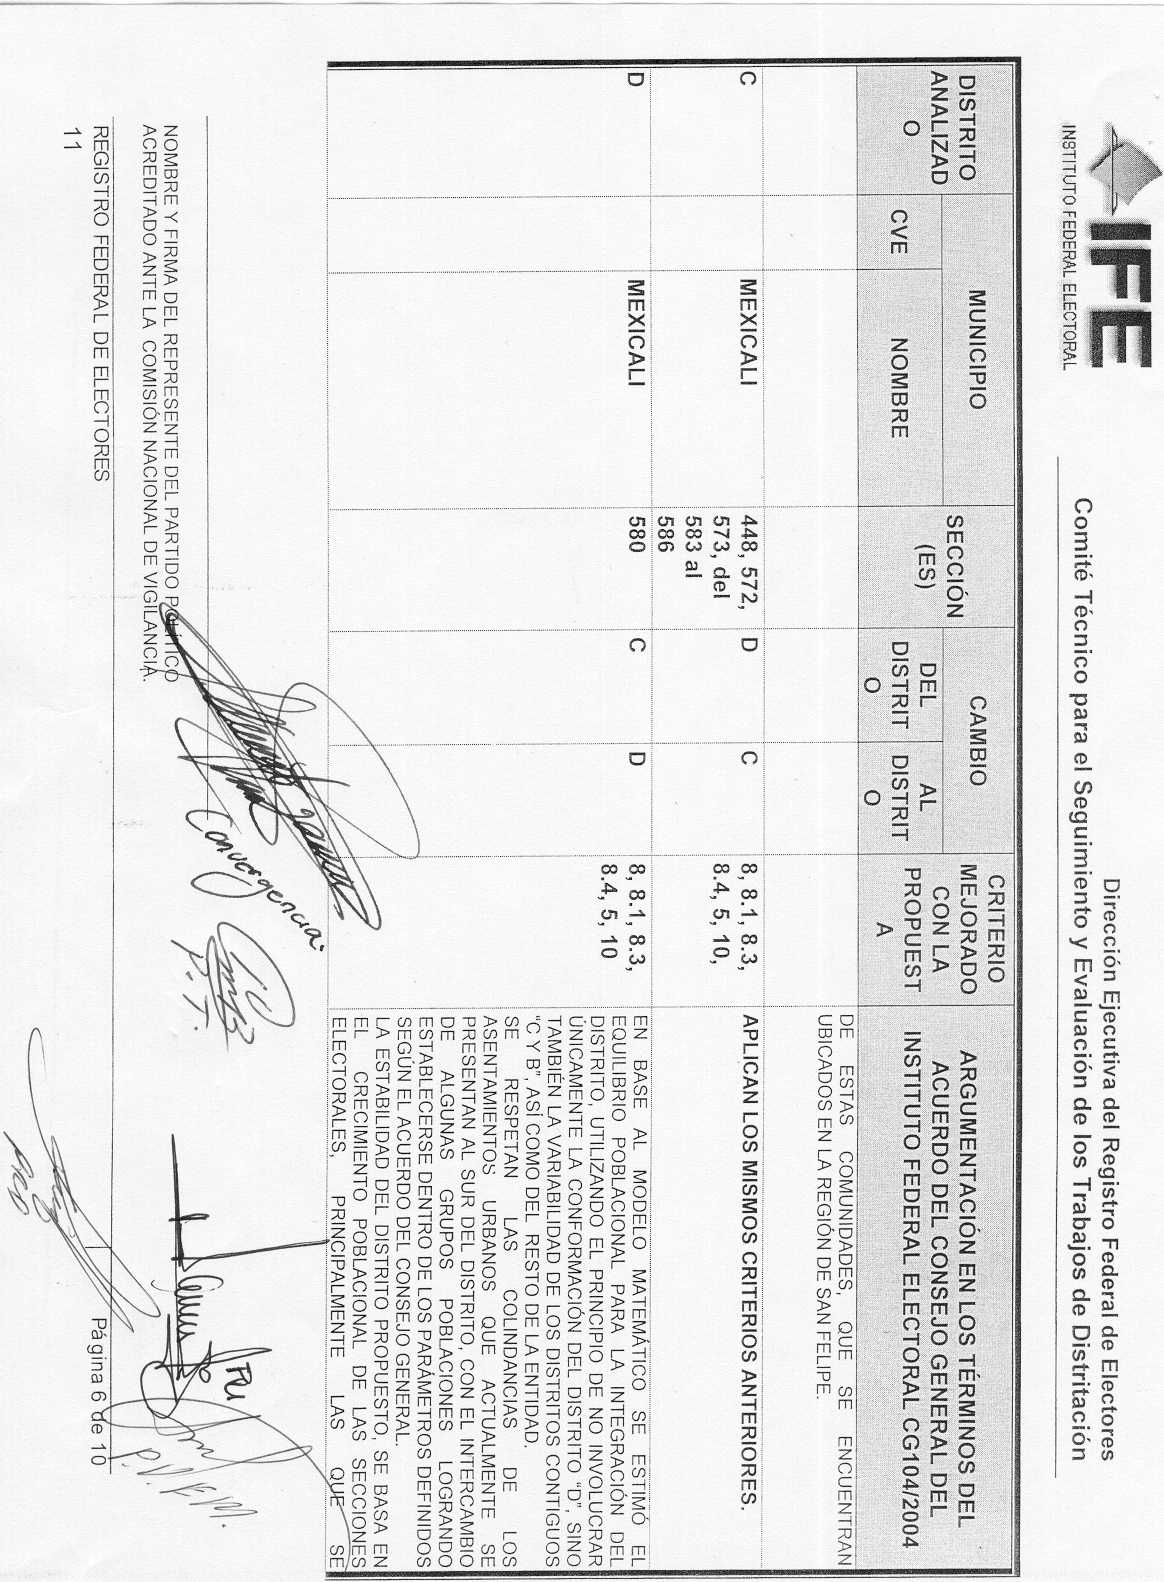 IFE
INSTITUTO FEDERAL ELECTORAL
Dirección Ejecutiva del Registro Federal de Electores
Comité Técnico para el Seguimiento y Evaluación de los Trabajos de Distritación
DISTRITO
ANALIZAD
O
MUNICIPIO
CVE
NOMBRE
SECCIÓN
(ES)
CAMBIO
DEL
DISTRIT
O
AL
DISTRIT
O
CRITERIO
MEJORADO
CON LA
PROPUEST
A
ARGUMENTACIÓN EN LOS TÉRMINOS DEL
ACUERDO DEL CONSEJO GENERAL DEL
INSTITUTO FEDERAL ELECTORAL CG104/2004
DE ESTAS COMUNIDADES, QUE SE ENCUENTRAN
UBICADOS EN LA REGIÓN DE SAN FELIPE.
C
MEXICALI
448, 572,
573, del
583 al
586
D
C
8, 8.1, 8.3,
8.4, 5, 10,
APLICAN LOS MISMOS CRITERIOS ANTERIORES.
D
MEXICALI
580
C
D
8, 8.1, 8.3,
8.4, 5, 10
EN BASE AL MODELO MATEMÁTICO SE ESTIMÓ EL
EQUILIBRIO POBLACIONAL PARA LA INTEGRACIÓN DEL
DISTRITO, UTILIZANDO EL PRINCIPIO DE NO INVOLUCRAR
ÚNICAMENTE LA CONFORMACIÓN DEL DISTRITO "D", SINO
TAMBIÉN LA VARIABILIDAD DE LOS DISTRITOS CONTIGUOS
"C Y B", ASÍ COMO DEL RESTO DE LA ENTIDAD.
SE RESPETAN LAS COLINDANCIAS DE LOS
ASENTAMIENTOS URBANOS QUE ACTUALMENTE SE
PRESENTAN AL SUR DEL DISTRITO, CON EL INTERCAMBIO
DE ALGUNAS GRUPOS POBLACIONES LOGRANDO
ESTABLECERSE DENTRO DE LOS PARÁMETROS DEFINIDOS
SEGÚN EL ACUERDO DEL CONSEJO GENERAL.
LA ESTABILIDAD DEL DISTRITO PROPUESTO, SE BASA EN
EL CRECIMIENTO POBLACIONAL DE LAS SECCIONES
ELECTORALES, PRINCIPALMENTE LAS QUE SE
Convergencia.
P.T.
PRI
P.V.E.M.
NOMBRE Y FIRMA DEL REPRESENTE DEL PARTIDO POLÍTICO
ACREDITADO ANTE LA COMISIÓN NACIONAL DE VIGILANCIA.
REGISTRO FEDERAL DE ELECTORES
11
Página 6 de 10